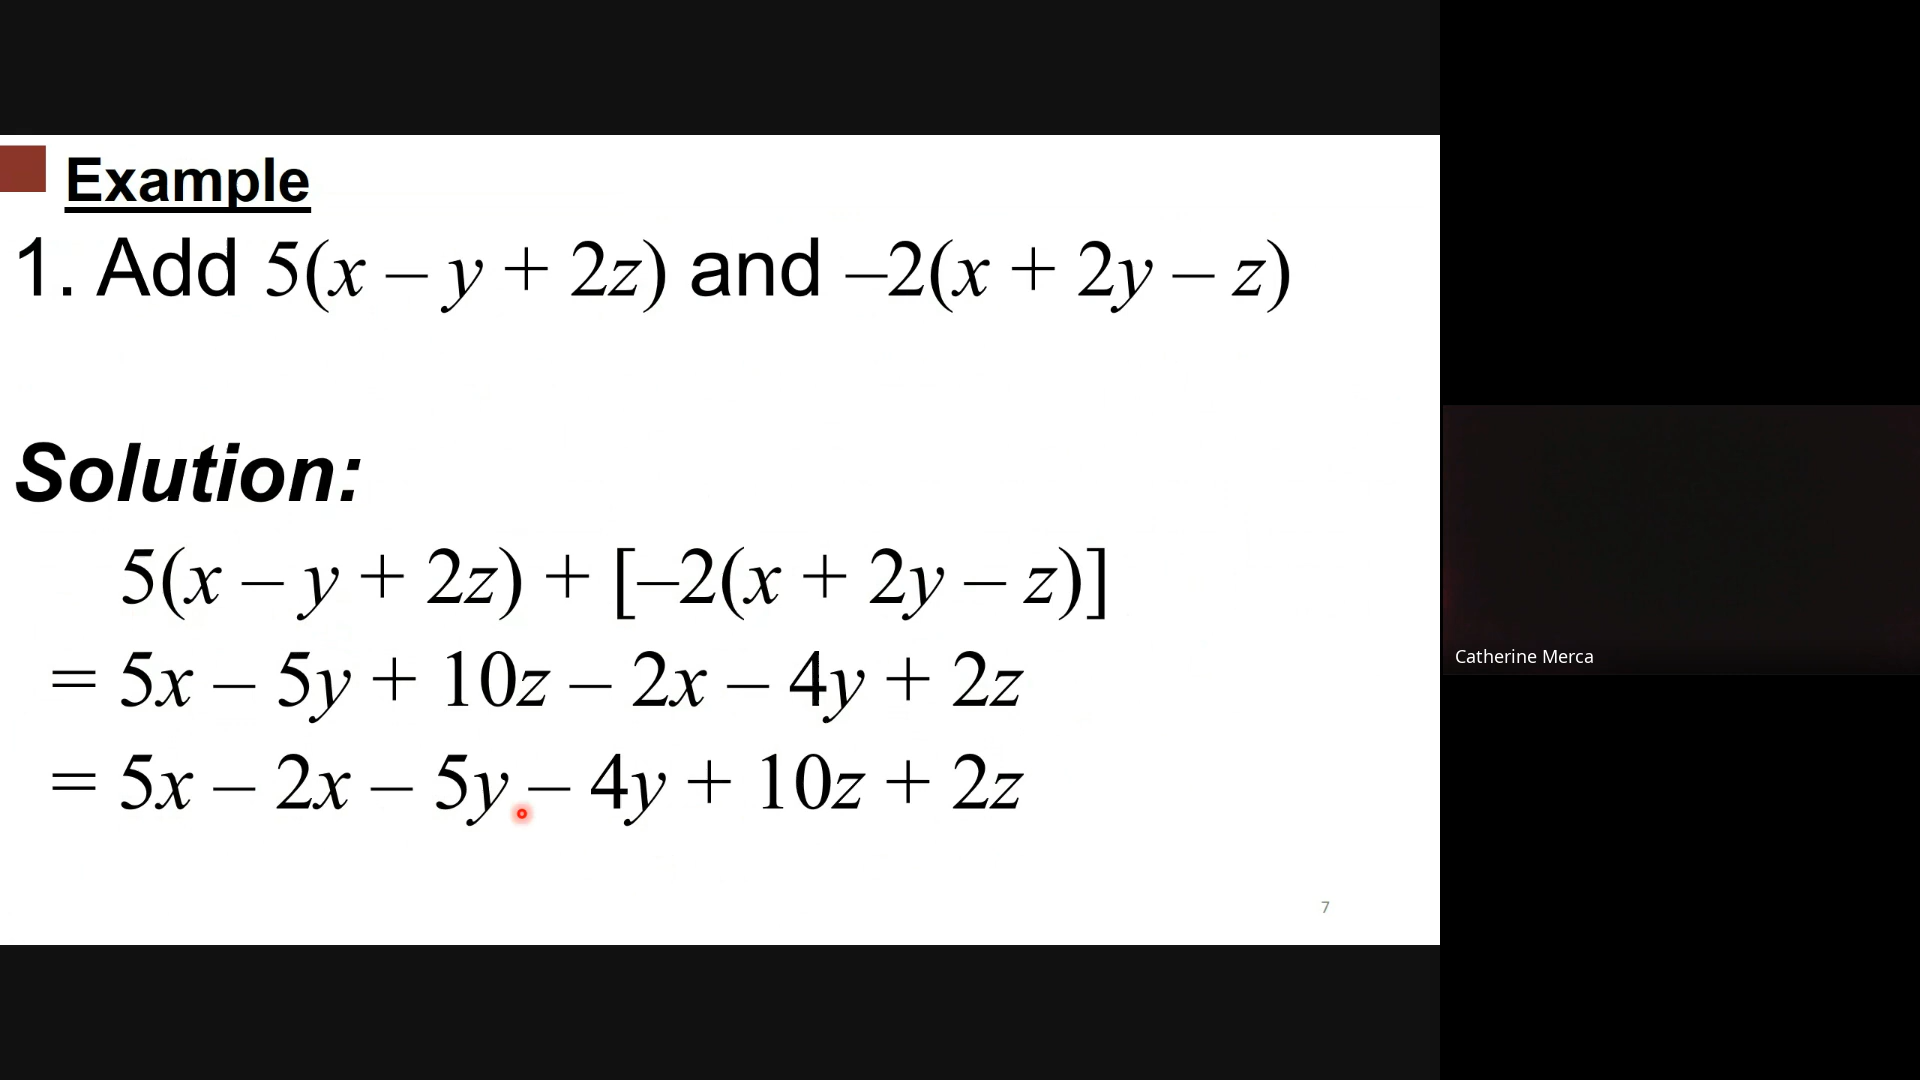 Example
1. Add 5(x – y + 2z) and –2(x + 2y – z)
Solution:
5(x – y + 2z) + [–2(x + 2y – z)]
= 5x – 5y + 10z – 2x – 4y + 2z
= 5x – 2x – 5y – 4y + 10z + 2z
7
Catherine Merca